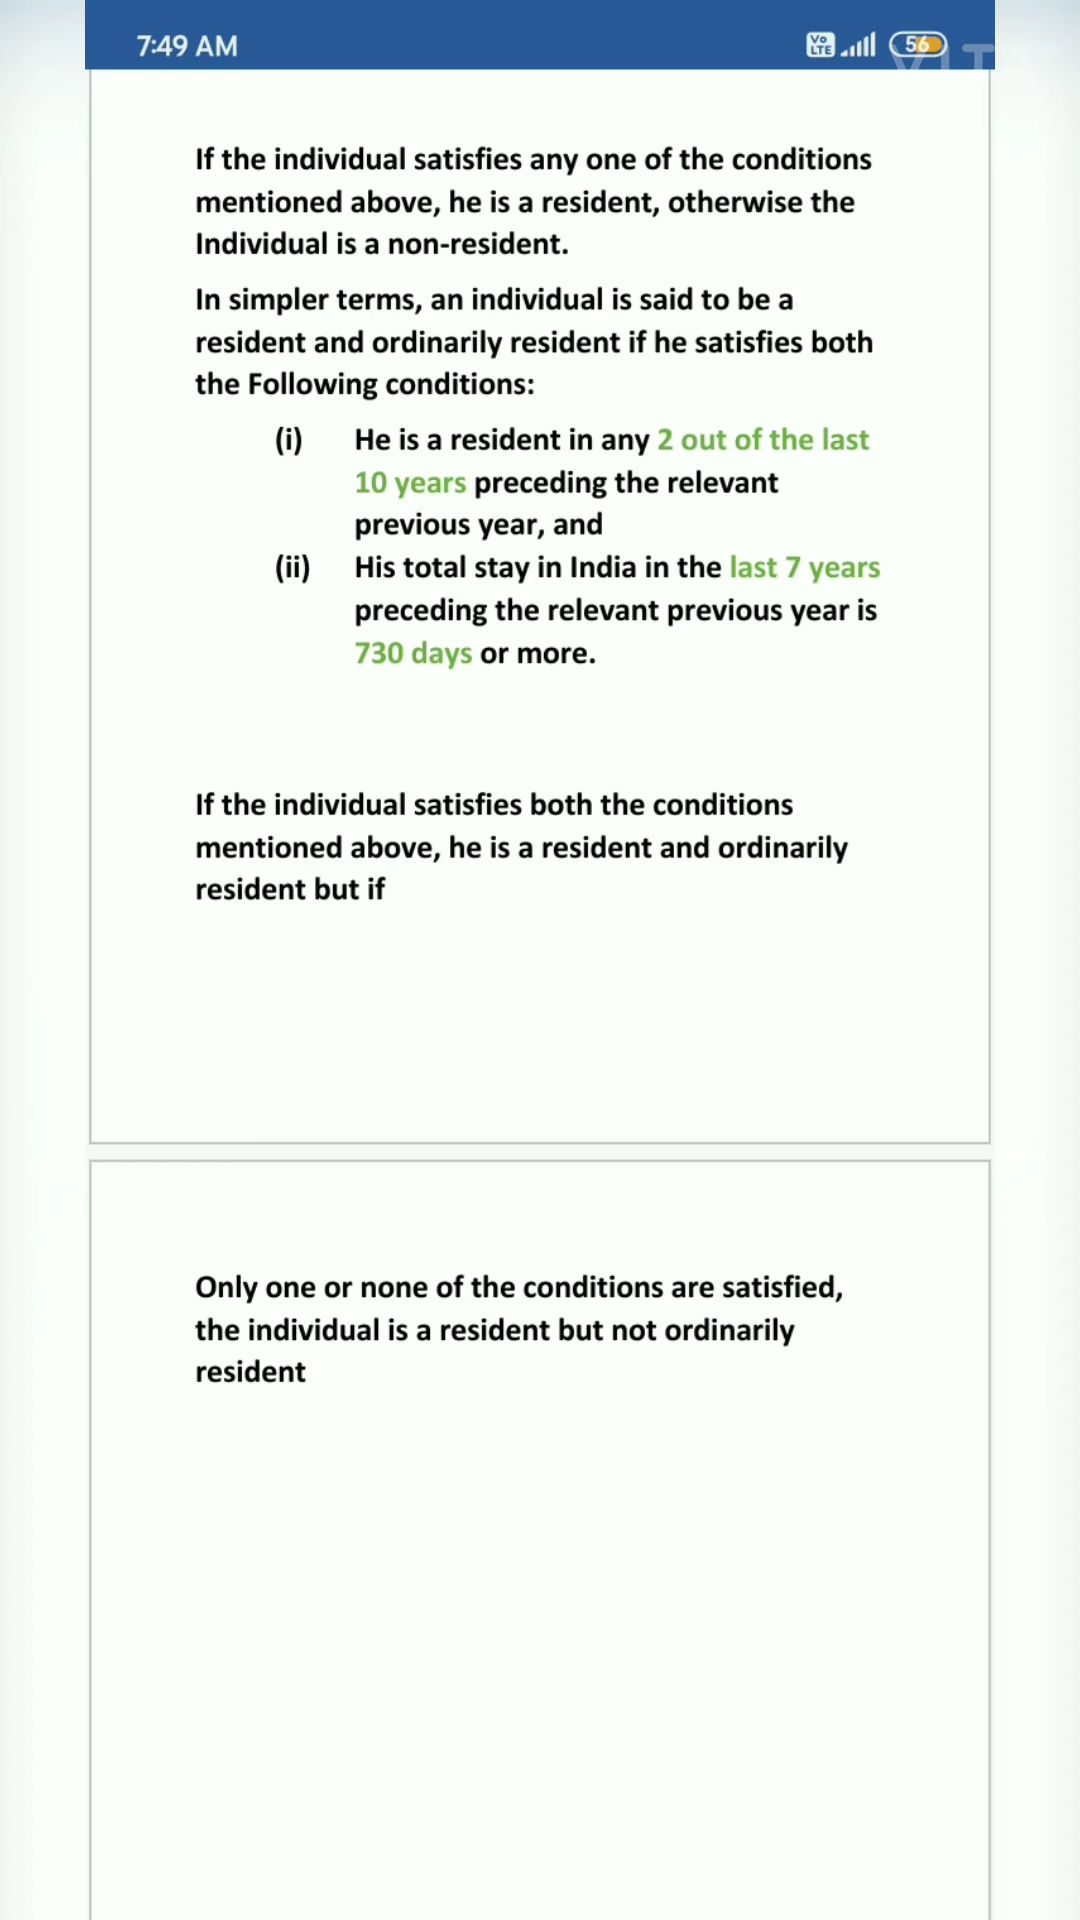 7:49 AM
Vo
LTE
56
VITA
If the individual satisfies any one of the conditions
mentioned above, he is a resident, otherwise the
Individual is a non-resident.
In simpler terms, an individual is said to be a
resident and ordinarily resident if he satisfies both
the Following conditions:
(i) He is a resident in any 2 out of the last
10 years preceding the relevant
previous year, and
(ii) His total stay in India in the last 7 years
preceding the relevant previous year is
730 days or more.
If the individual satisfies both the conditions
mentioned above, he is a resident and ordinarily
resident but if
Only one or none of the conditions are satisfied,
the individual is a resident but not ordinarily
resident